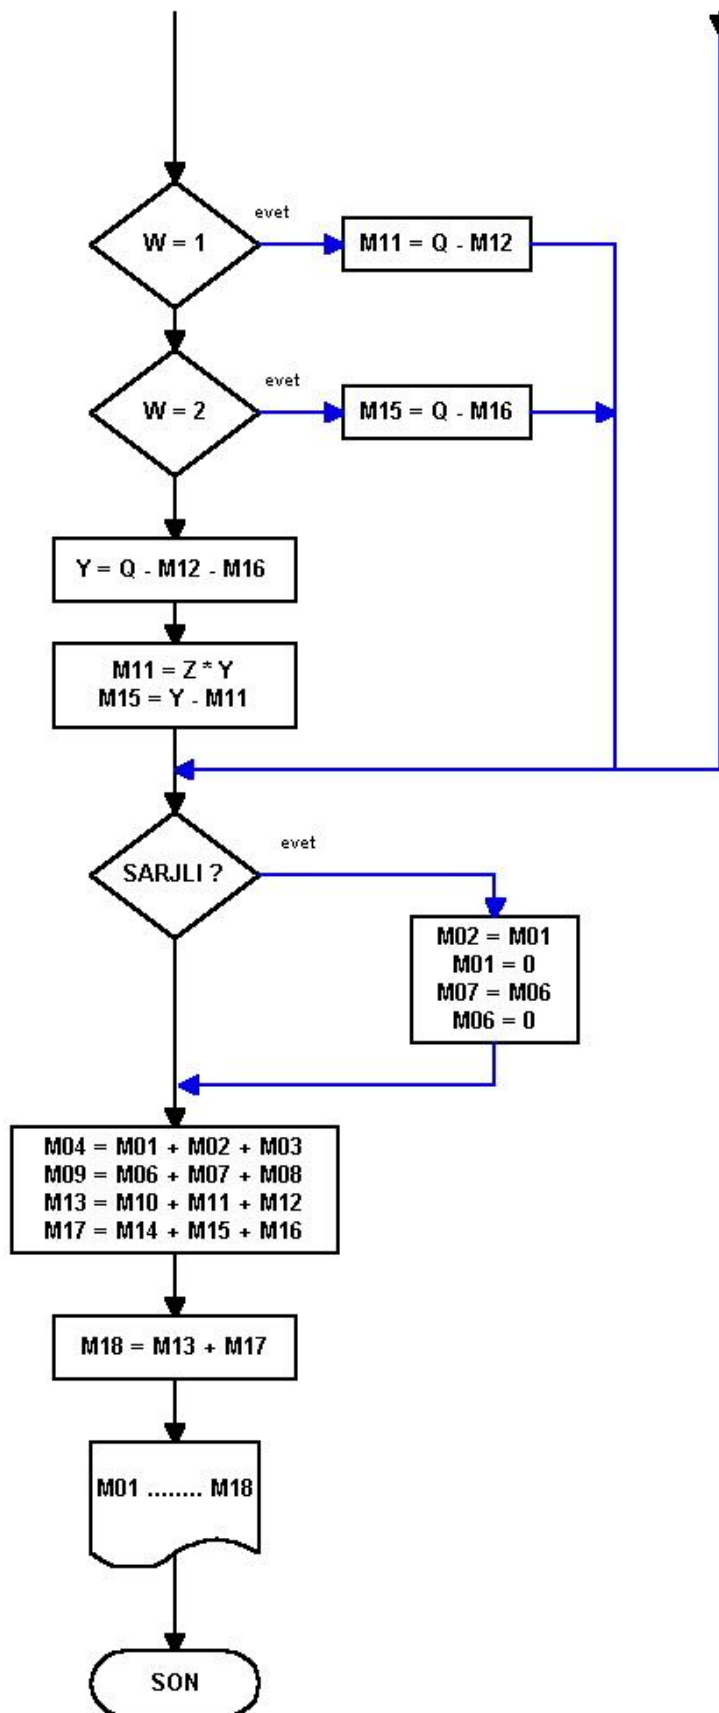 evet
W = 1
M11 = Q - M12
evet
W = 2
M15 = Q - M16
Y = Q - M12 - M16
M11 = Z * Y
M15 = Y - M11
evet
SARJLI ?
M02 = M01
M01 = 0
M07 = M06
M06 = 0
M04 = M01 + M02 + M03
M09 = M06 + M07 + M08
M13 = M10 + M11 + M12
M17 = M14 + M15 + M16
M18 = M13 + M17
M01 ........ M18
SON